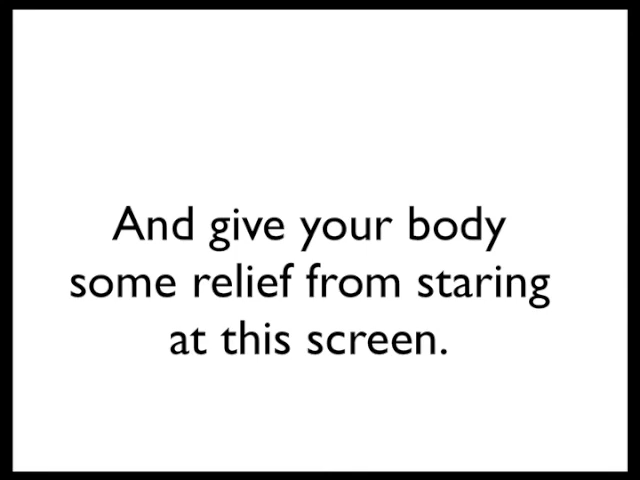 And give your body
some relief from staring
at this screen.